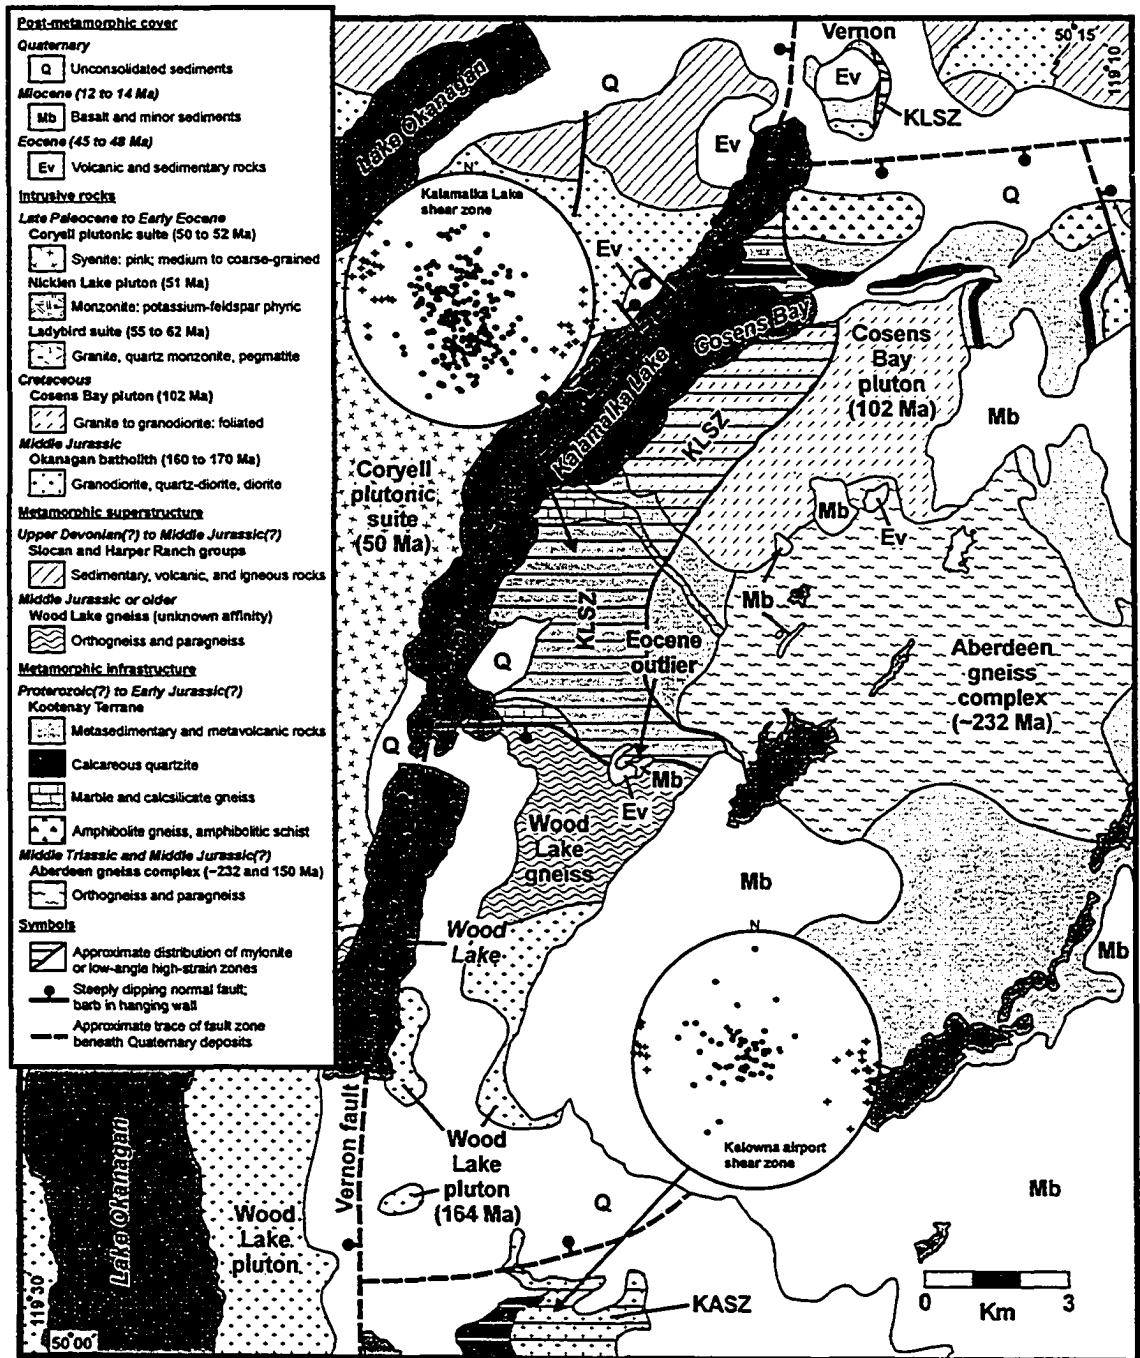 Post-metamorphic cover
Quaternary
Q Unconsolidated sediments
Miocene (12 to 14 Ma)
Mb Basalt and minor sediments
Eocene (45 to 48 Ma)
Ev Volcanic and sedimentary rocks
Intrusive rocks
Late Paleocene to Early Eocene
Coryell plutonic suite (50 to 52 Ma)
Syenite: pink; medium to coarse-grained
Nicklen Lake pluton (51 Ma)
Monzonite: potassium-feldspar phyric
Ladybird suite (55 to 62 Ma)
Granite, quartz monzonite, pegmatite
Cretaceous
Cosens Bay pluton (102 Ma)
Granite to granodiorite: foliated
Middle Jurassic
Okanagan batholith (160 to 170 Ma)
Granodiorite, quartz-diorite, diorite
Metamorphic superstructure
Upper Devonian(?) to Middle Jurassic(?)
Slocan and Harper Ranch groups
Sedimentary, volcanic, and igneous rocks
Middle Jurassic or older
Wood Lake gneiss (unknown affinity)
Orthogneiss and paragneiss
Metamorphic infrastructure
Proterozoic(?) to Early Jurassic(?)
Kootenay Terrane
Metasedimentary and metavolcanic rocks
Calcareous quartzite
Marble and calcsilicate gneiss
Amphibolite gneiss, amphibolitic schist
Middle Triassic and Middle Jurassic(?)
Aberdeen gneiss complex (~232 and 150 Ma)
Orthogneiss and paragneiss
Symbols
Approximate distribution of mylonite
or low-angle high-strain zones
Steeply dipping normal fault;
barb in hanging wall
Approximate trace of fault zone
beneath Quaternary deposits
Vernon
50°15'
119°10'
Lake Okanagan
Q
Ev
KLSZ
Ev
N
Kalamalka Lake
shear zone
Q
Ev
Cosens Bay
Cosens
Bay
pluton
(102 Ma)
Kalamalka Lake
KLSZ
Mb
Coryell
plutonic
suite
(50 Ma)
Mb
Ev
KLSZ
Mb
Eocene
outlier
Aberdeen
gneiss
complex
(~232 Ma)
Q
Q
Mb
Ev
Wood
Lake
gneiss
Mb
Wood
Lake
N
Mb
Kelowna airport
shear zone
Vernon fault
Wood
Lake
pluton
(164 Ma)
Q
Mb
Lake Okanagan
Wood
Lake
pluton
KASZ
0 3
Km
119°30'
50°00'